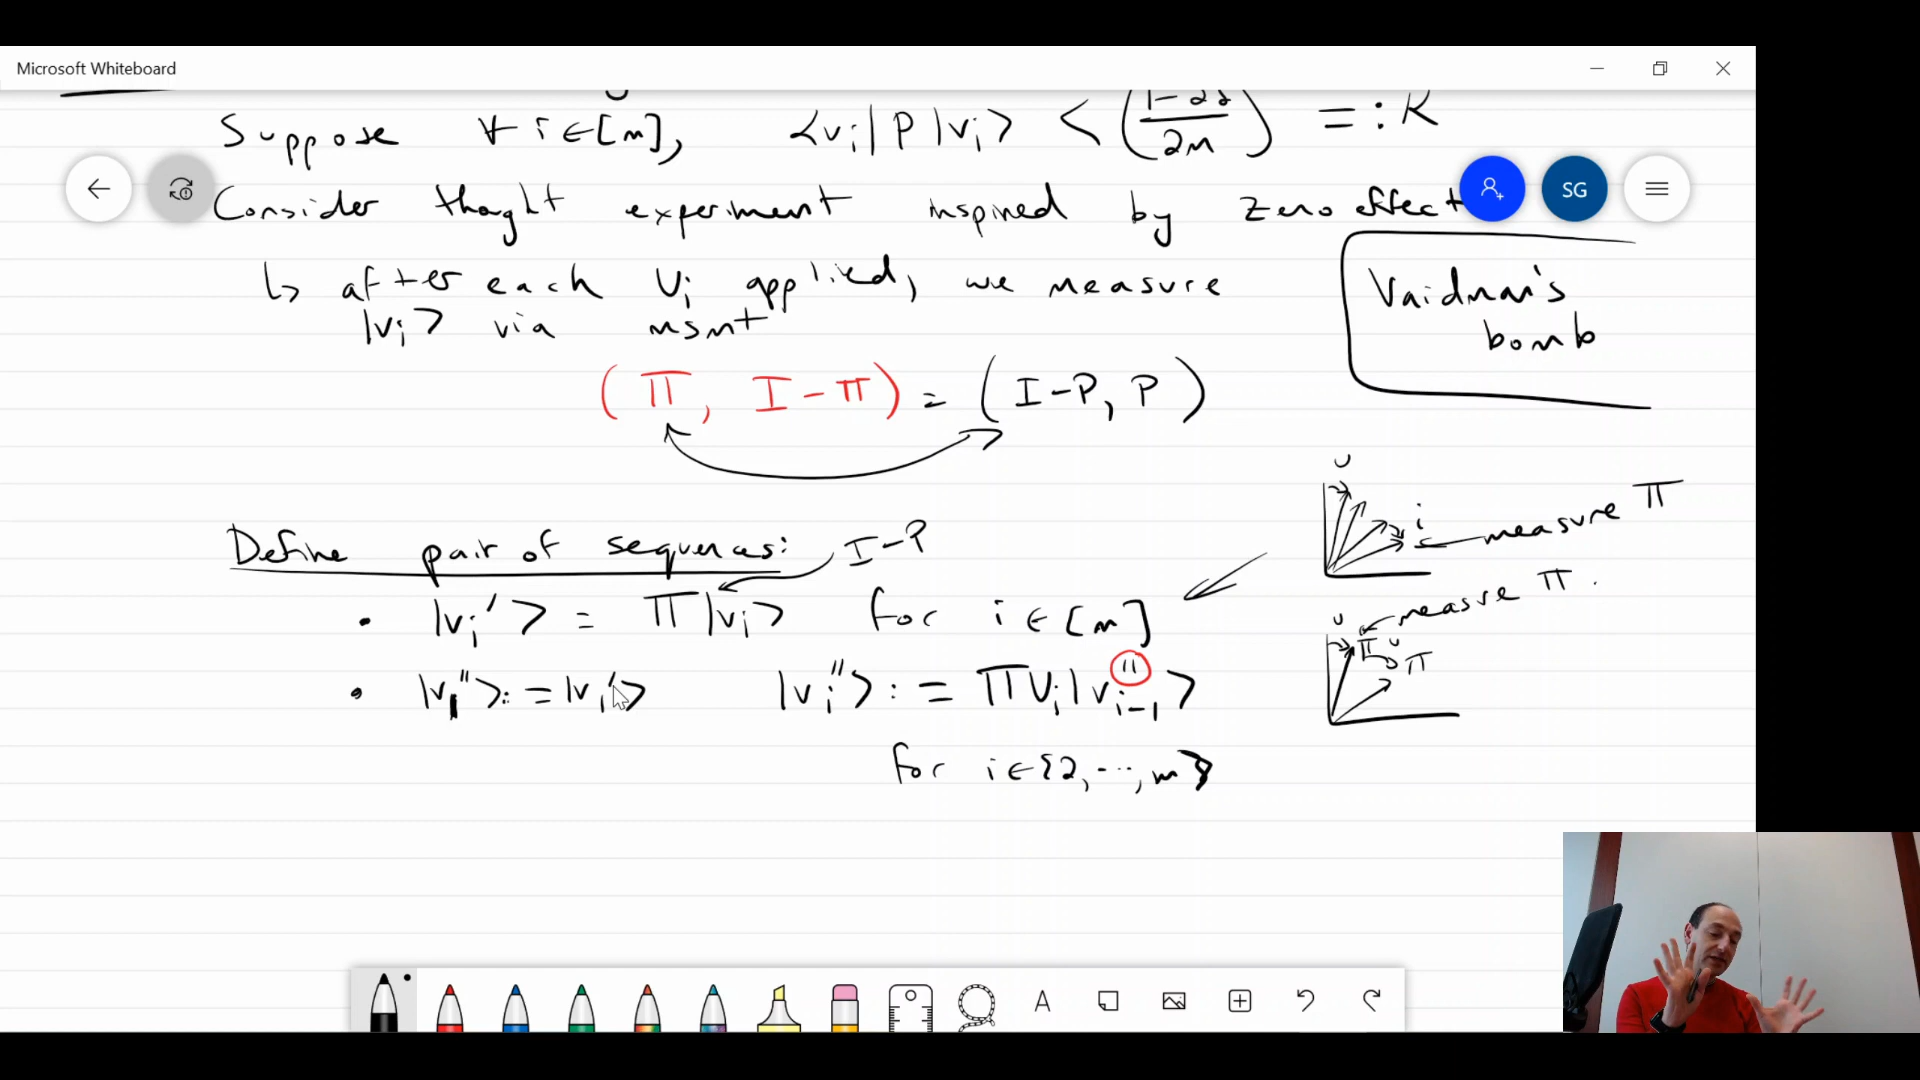 Microsoft Whiteboard
Suppose ∀ i ∈ [m], <v_i| P |v_i> < (1-2δ / 2m) =: K
Consider thoght experiment inspired by Zeno effect
SG
↳ after each U_i applied, we measure
|v_i> via msmt
Vaidman's
bomb
(Π, I-Π) = (I-P, P)
Define pair of sequences:
I-P
• |v_i'> = Π|v_i> for i ∈ [m]
• |v_1''> := |v_1'> |v_i''> := ΠU_i|v_{i-1}''>
for i∈{2,...,m}
U
i
measure Π
measure Π.
U
Π U
Π
A